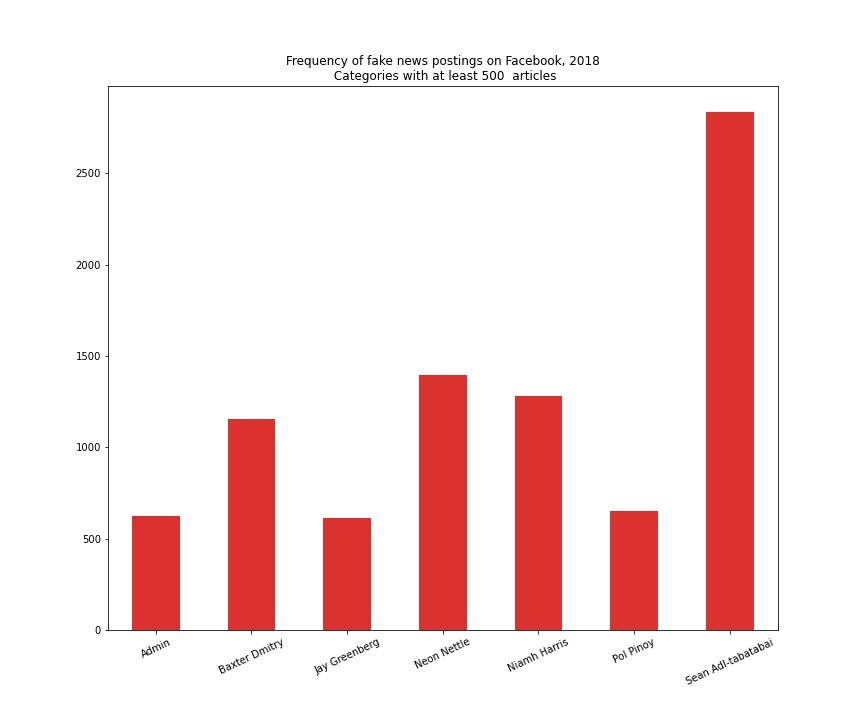 Frequency of fake news postings on Facebook, 2018
Categories with at least 500  articles
2500
2000
1500
1000
500
0
Admin
Baxter Dmitry
Jay Greenberg
Neon Nettle
Niamh Harris
Pol Pinoy
Sean Adl-tabatabai